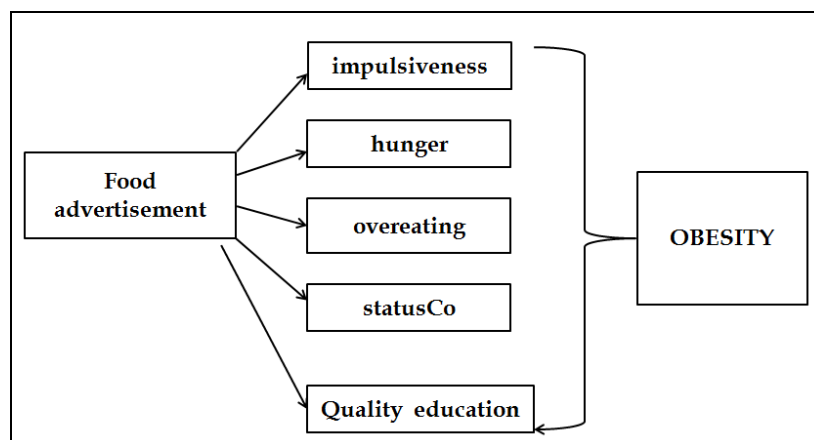 impulsiveness
Food
advertisement
hunger
overeating
OBESITY
statusCo
Quality education